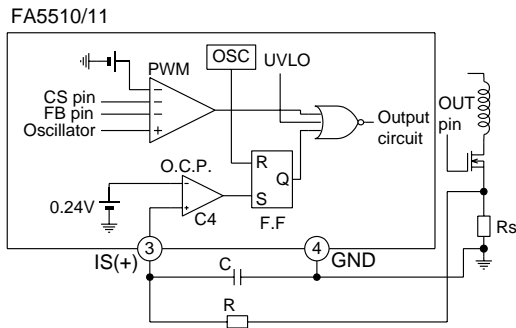 FA5510/11
OSC
UVLO
PWM
CS pin
FB pin
Oscillator
−
−
−
+
OUT
pin
Output
circuit
O.C.P.
R
Q
S
F.F
0.24V
−
+
C4
3
IS(+)
4
GND
Rs
C
R